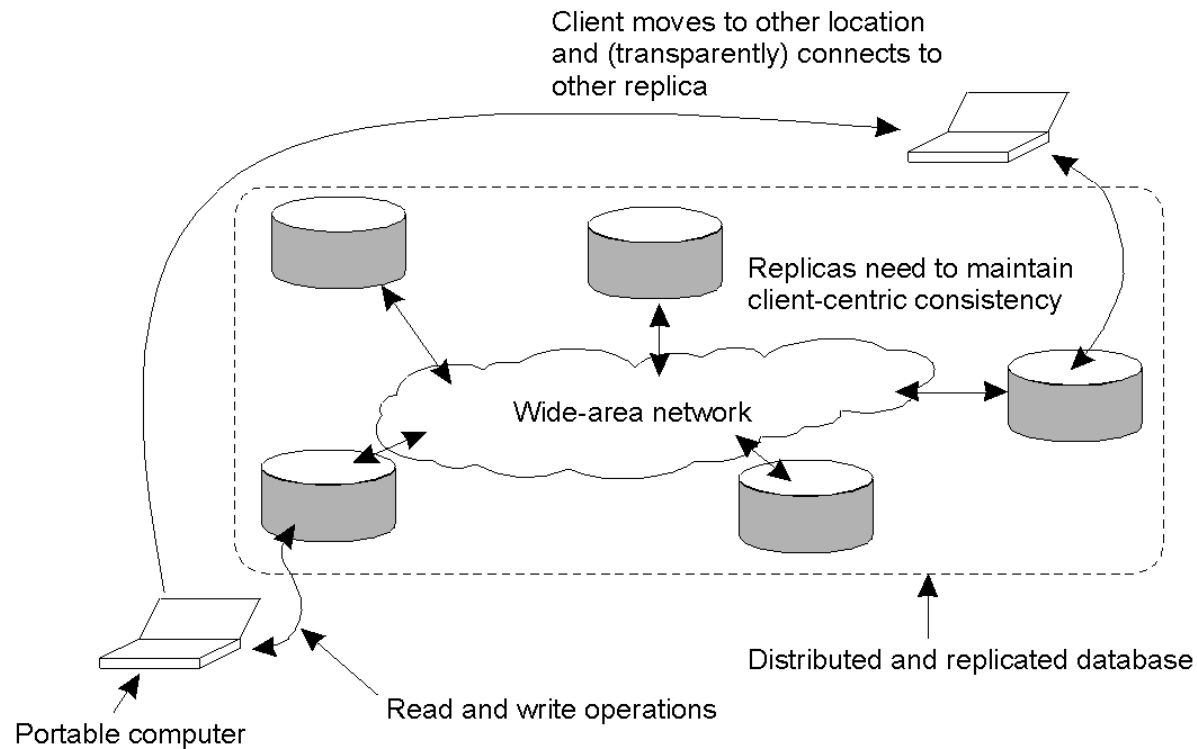 Client moves to other location
and (transparently) connects to
other replica
Replicas need to maintain
client-centric consistency
Wide-area network
Distributed and replicated database
Read and write operations
Portable computer